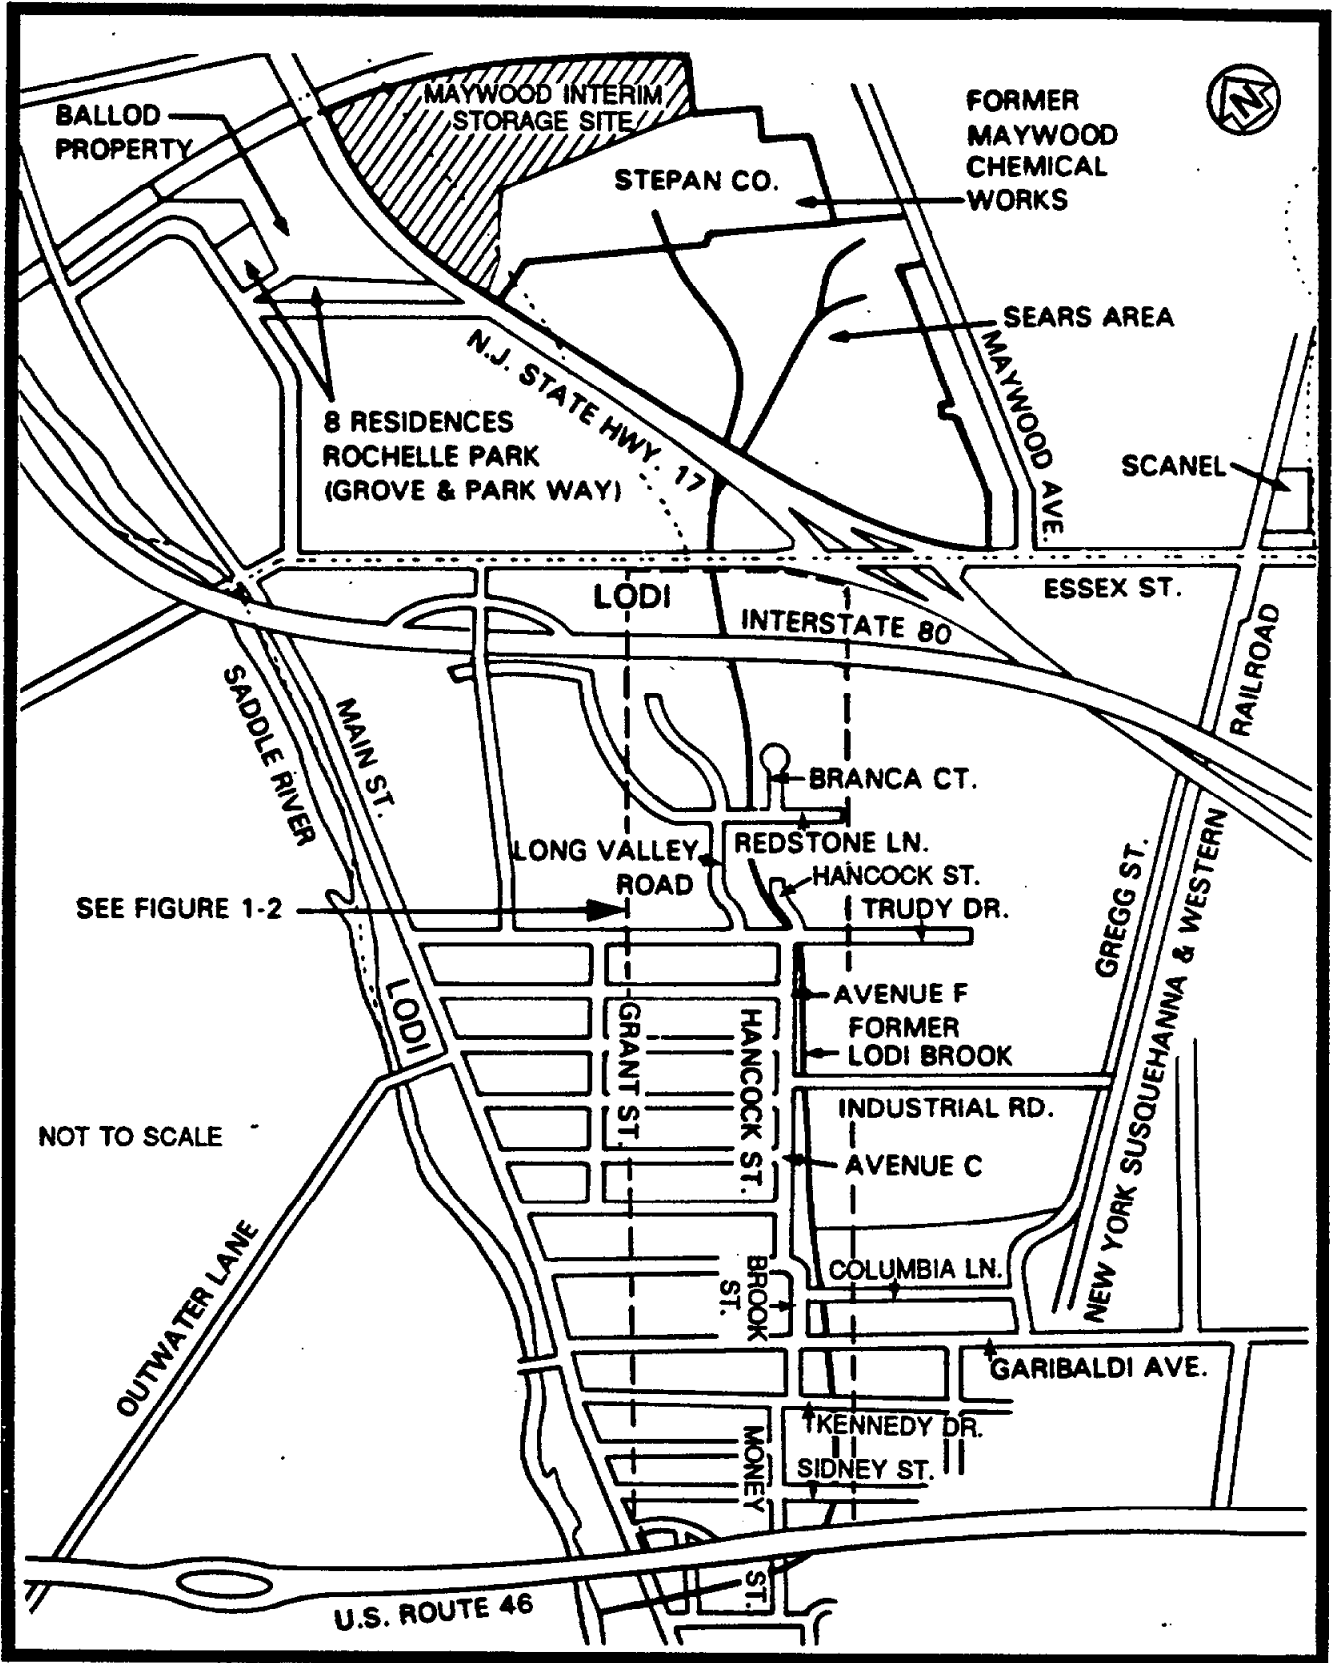 MAYWOOD INTERIM
STORAGE SITE
BALLOD
PROPERTY
FORMER
MAYWOOD
CHEMICAL
WORKS
N
STEPAN CO.
SEARS AREA
MAYWOOD AVE.
N.J. STATE HWY. 17
8 RESIDENCES
ROCHELLE PARK
(GROVE & PARK WAY)
SCANEL
ESSEX ST.
LODI
INTERSTATE 80
RAILROAD
SADDLE RIVER
MAIN ST.
BRANCA CT.
REDSTONE LN.
LONG VALLEY
ROAD
HANCOCK ST.
TRUDY DR.
SEE FIGURE 1-2
GREGG ST.
NEW YORK SUSQUEHANNA & WESTERN
LODI
GRANT ST.
HANCOCK ST.
AVENUE F
FORMER
LODI BROOK
INDUSTRIAL RD.
NOT TO SCALE
AVENUE C
OUTWATER LANE
BROOK
ST.
COLUMBIA LN.
GARIBALDI AVE.
KENNEDY DR.
SIDNEY ST.
MONEY
ST.
U.S. ROUTE 46